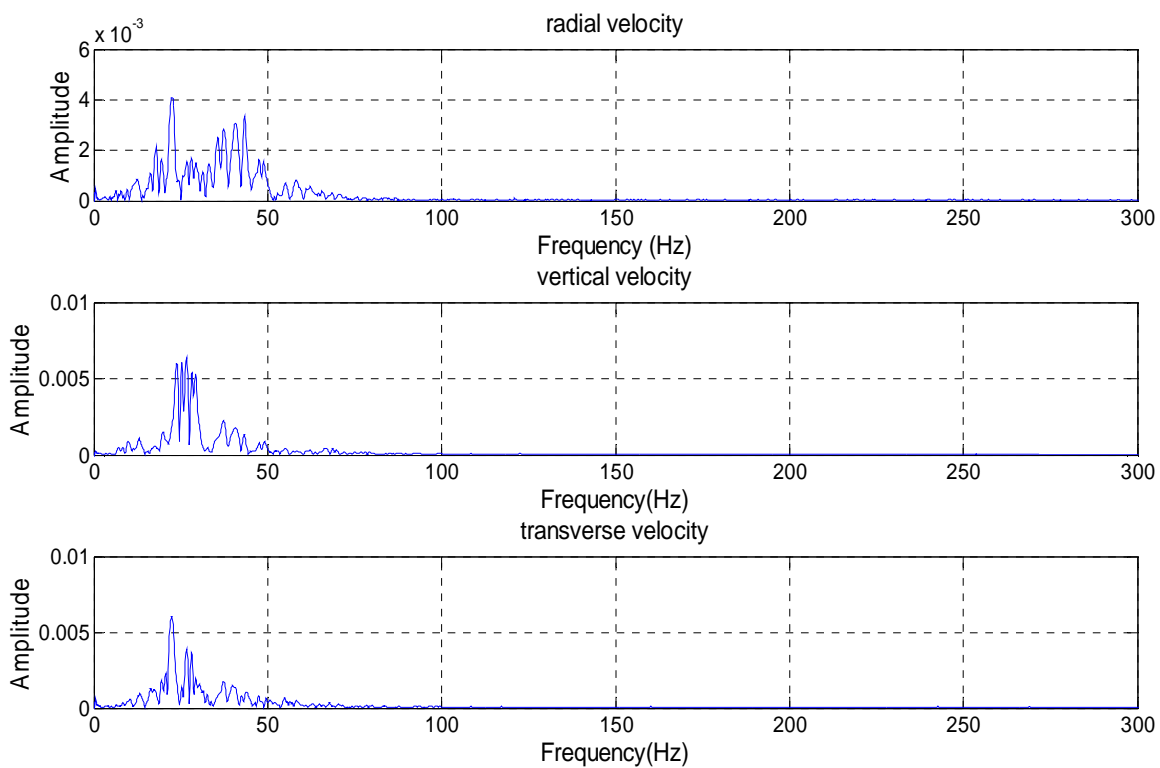 radial velocity
x 10^-3
6
4
2
0
Amplitude
0 50 100 150 200 250 300
Frequency (Hz)
vertical velocity
0.01
0.005
0
Amplitude
0 50 100 150 200 250 300
Frequency(Hz)
transverse velocity
0.01
0.005
0
Amplitude
0 50 100 150 200 250 300
Frequency(Hz)